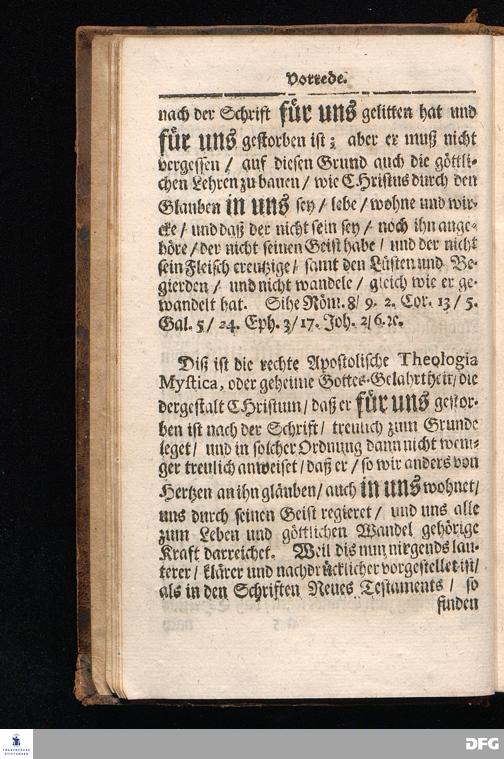 Vorrede.
nach der Schrift für uns gelitten hat und
für uns gestorben ist; aber er muß nicht
vergessen / auf diesen Grund auch die göttli-
chen Lehren zu bauen / wie CHristus durch den
Glauben in uns sey / lebe / wohne und wir-
cke / und daß der nicht sein sey / noch ihn ange-
höre / der nicht seinen Geist habe / und der nicht
sein Fleisch creutzige / samt den Lüsten und Be-
gierden / und nicht wandele / gleich wie er ge-
wandelt hat. Sihe Röm. 8/ 9. 2. Cor. 13 / 5.
Gal. 5 / 24. Eph. 3/ 17. Joh. 2/ 6. ꝛc.
Diß ist die rechte Apostolische Theologia
Mystica, oder geheime Gottes-Gelahrtheit / die
dergestalt CHristum / daß er für uns gestor-
ben ist nach der Schrift / treulich zum Grunde
leget / und in solcher Ordnung dann nicht weni-
ger treulich anweiset / daß er / so wir anders von
Hertzen an ihn gläuben / auch in uns wohnet /
uns durch seinen Geist regieret / und uns alle
zum Leben und göttlichen Wandel gehörige
Kraft darreichet. Weil dis nun nirgends lau-
terer / klärer und nachdrücklicher vorgestellet ist /
als in den Schriften Neues Testaments / so
finden
FRANCKESCHE
STIFTUNGEN
DFG